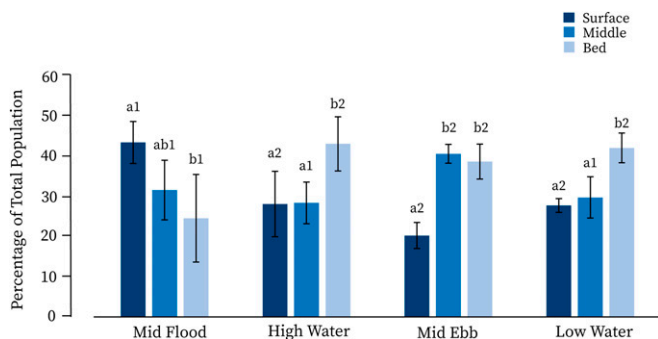 Surface
Middle
Bed
Percentage of Total Population
60
50
40
30
20
10
0
a1
ab1
b1
a2
a1
b2
a2
b2
b2
a2
a1
b2
Mid Flood
High Water
Mid Ebb
Low Water